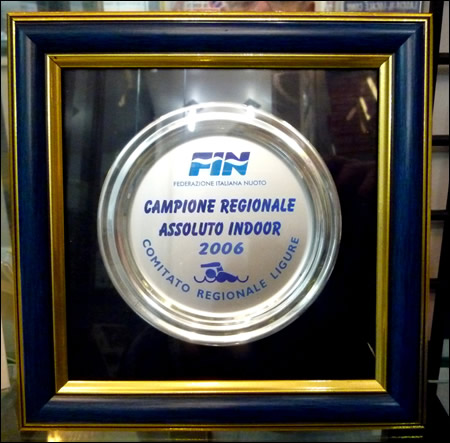 FIN
FEDERAZIONE ITALIANA NUOTO
CAMPIONE REGIONALE
ASSOLUTO INDOOR
2006
COMITATO REGIONALE LIGURE